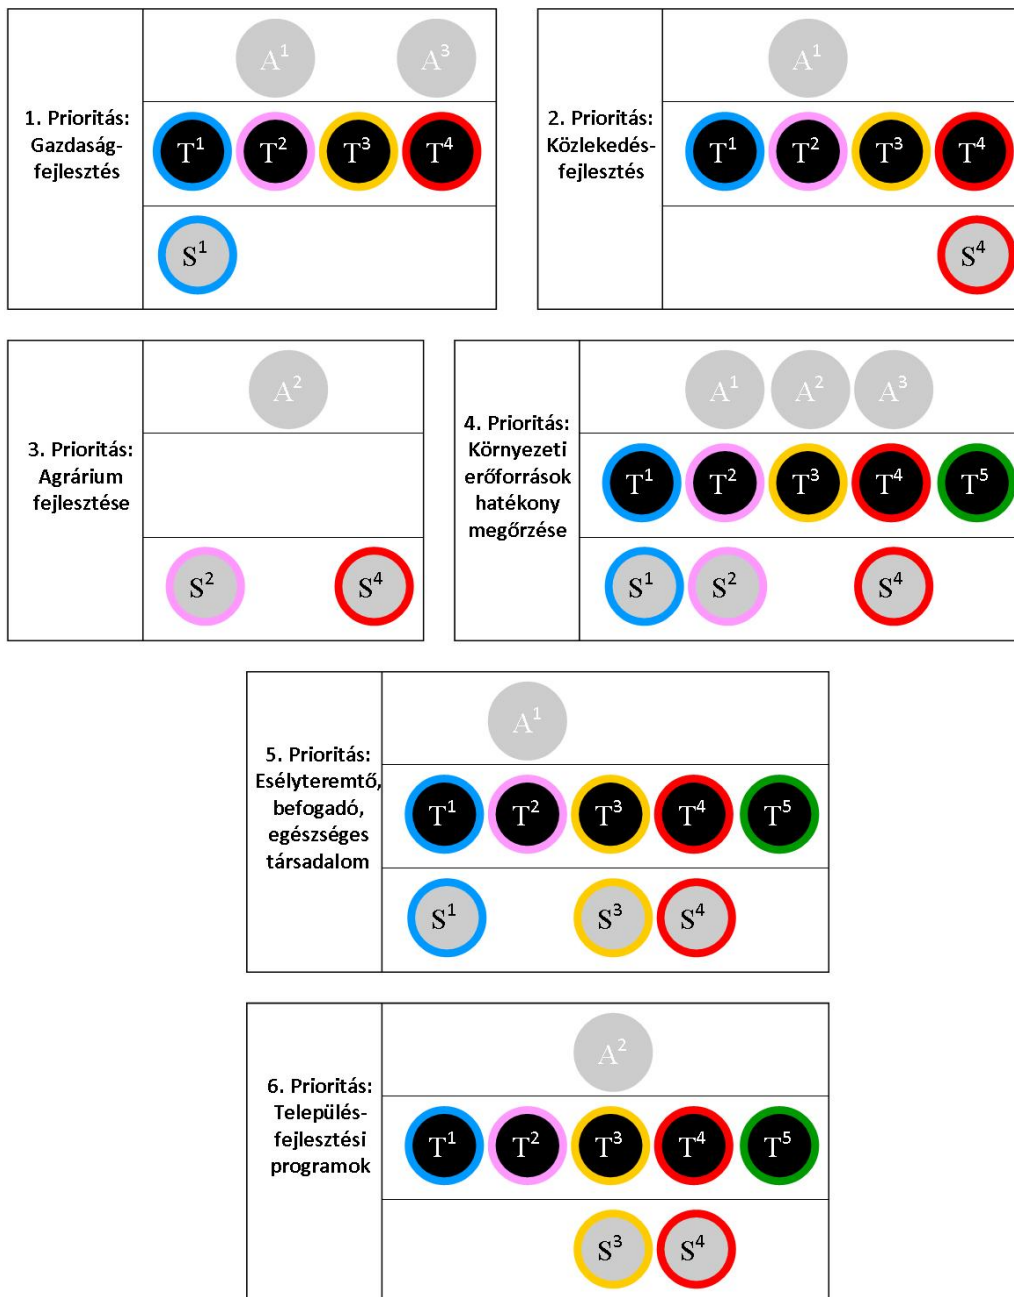 1. Prioritás:
Gazdaság-
fejlesztés
A¹ A³
T¹ T² T³ T⁴
S¹
2. Prioritás:
Közlekedés-
fejlesztés
A¹
T¹ T² T³ T⁴
S⁴
3. Prioritás:
Agrárium
fejlesztése
A²
S² S⁴
4. Prioritás:
Környezeti
erőforrások
hatékony
megőrzése
A¹ A² A³
T¹ T² T³ T⁴ T⁵
S¹ S² S⁴
5. Prioritás:
Esélyteremtő,
befogadó,
egészséges
társadalom
A¹
T¹ T² T³ T⁴ T⁵
S¹ S³ S⁴
6. Prioritás:
Település-
fejlesztési
programok
A²
T¹ T² T³ T⁴ T⁵
S³ S⁴